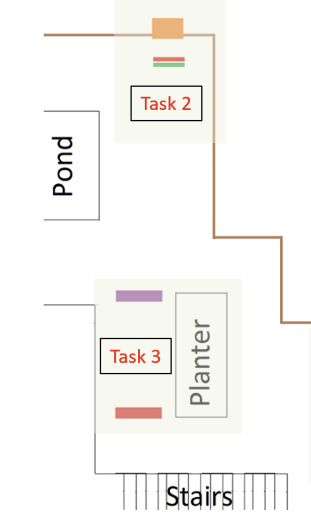 Task 2
Pond
Task 3
Planter
Stairs